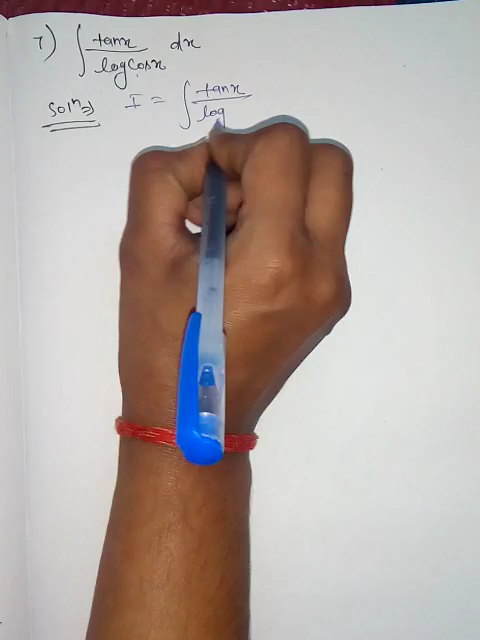 7) ∫ tanx / logcosx dx
Solⁿ⇒ I = ∫ tanx / log